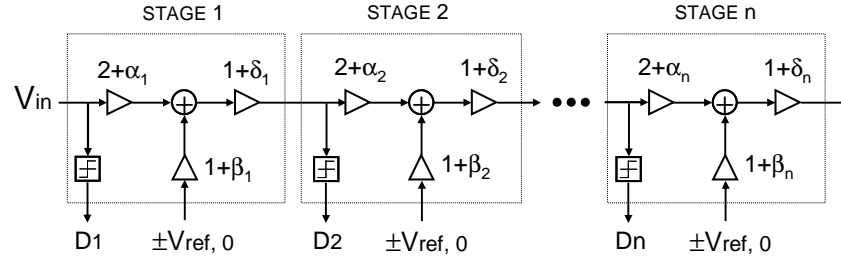 STAGE 1 STAGE 2 STAGE n
2+α1 1+δ1 2+α2 1+δ2 2+αn 1+δn
Vin
1+β1 1+β2 1+βn
D1 ±Vref, 0 D2 ±Vref, 0 Dn ±Vref, 0